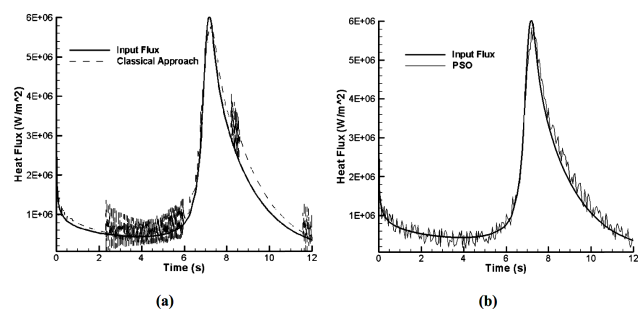 6E+06
5E+06
4E+06
3E+06
2E+06
1E+06
Heat Flux (W/m^2)
Input Flux
Classical Approach
0 2 4 6 8 10 12
Time (s)
(a)
6E+06
5E+06
4E+06
3E+06
2E+06
1E+06
Heat Flux (W/m^2)
Input Flux
PSO
0 2 4 6 8 10 12
Time (s)
(b)